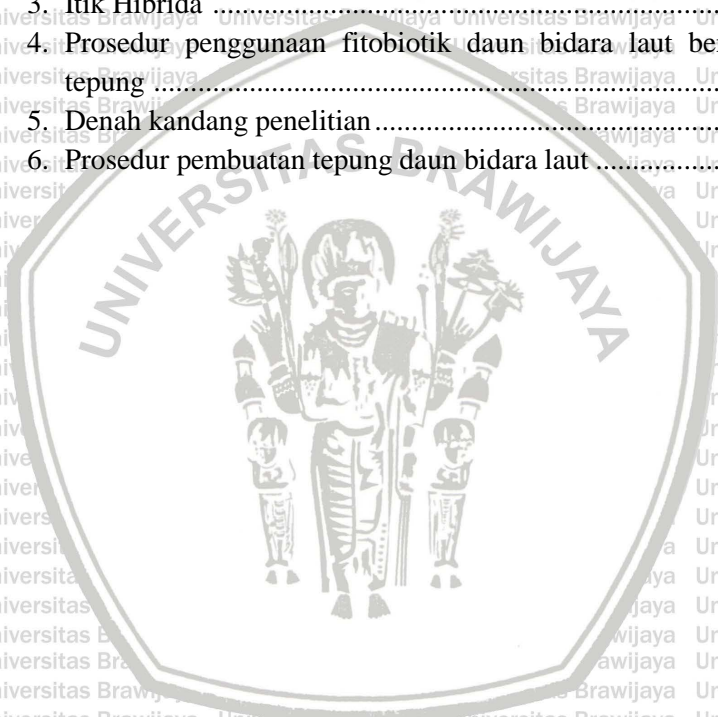 3. Itik Hibrida ..................................................................
4. Prosedur penggunaan fitobiotik daun bidara laut
tepung ..................................................................
5. Denah kandang penelitian ..................................................
6. Prosedur pembuatan tepung daun bidara laut ..................
UNIVERSITAS BRAWIJAYA